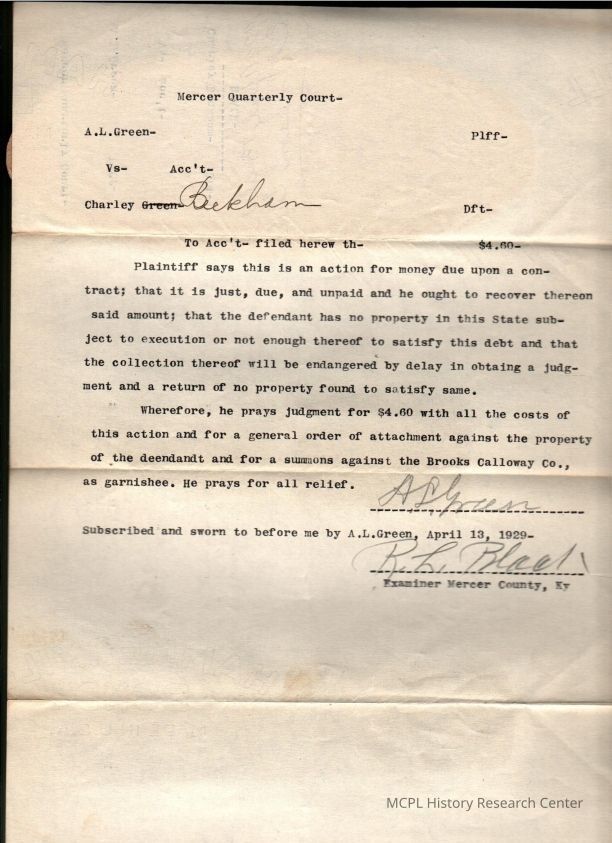 Mercer Quarterly Court-
A.L.Green- Plff-
Vs- Acc't-
Charley Green- Beckham Dft-
To Acc't- filed herew th- $4.60-
Plaintiff says this is an action for money due upon a con-
tract; that it is just, due, and unpaid and he ought to recover thereon
said amount; that the defendant has no property in this State sub-
ject to execution or not enough thereof to satisfy this debt and that
the collection thereof will be endangered by delay in obtaing a judg-
ment and a return of no property found to satisfy same.
Wherefore, he prays judgment for $4.60 with all the costs of
this action and for a general order of attachment against the property
of the deendandt and for a summons against the Brooks Calloway Co.,
as garnishee. He prays for all relief.
A L Green
Subscribed and sworn to before me by A.L.Green, April 13, 1929-
R. L. Black
Examiner Mercer County, Ky
MCPL History Research Center